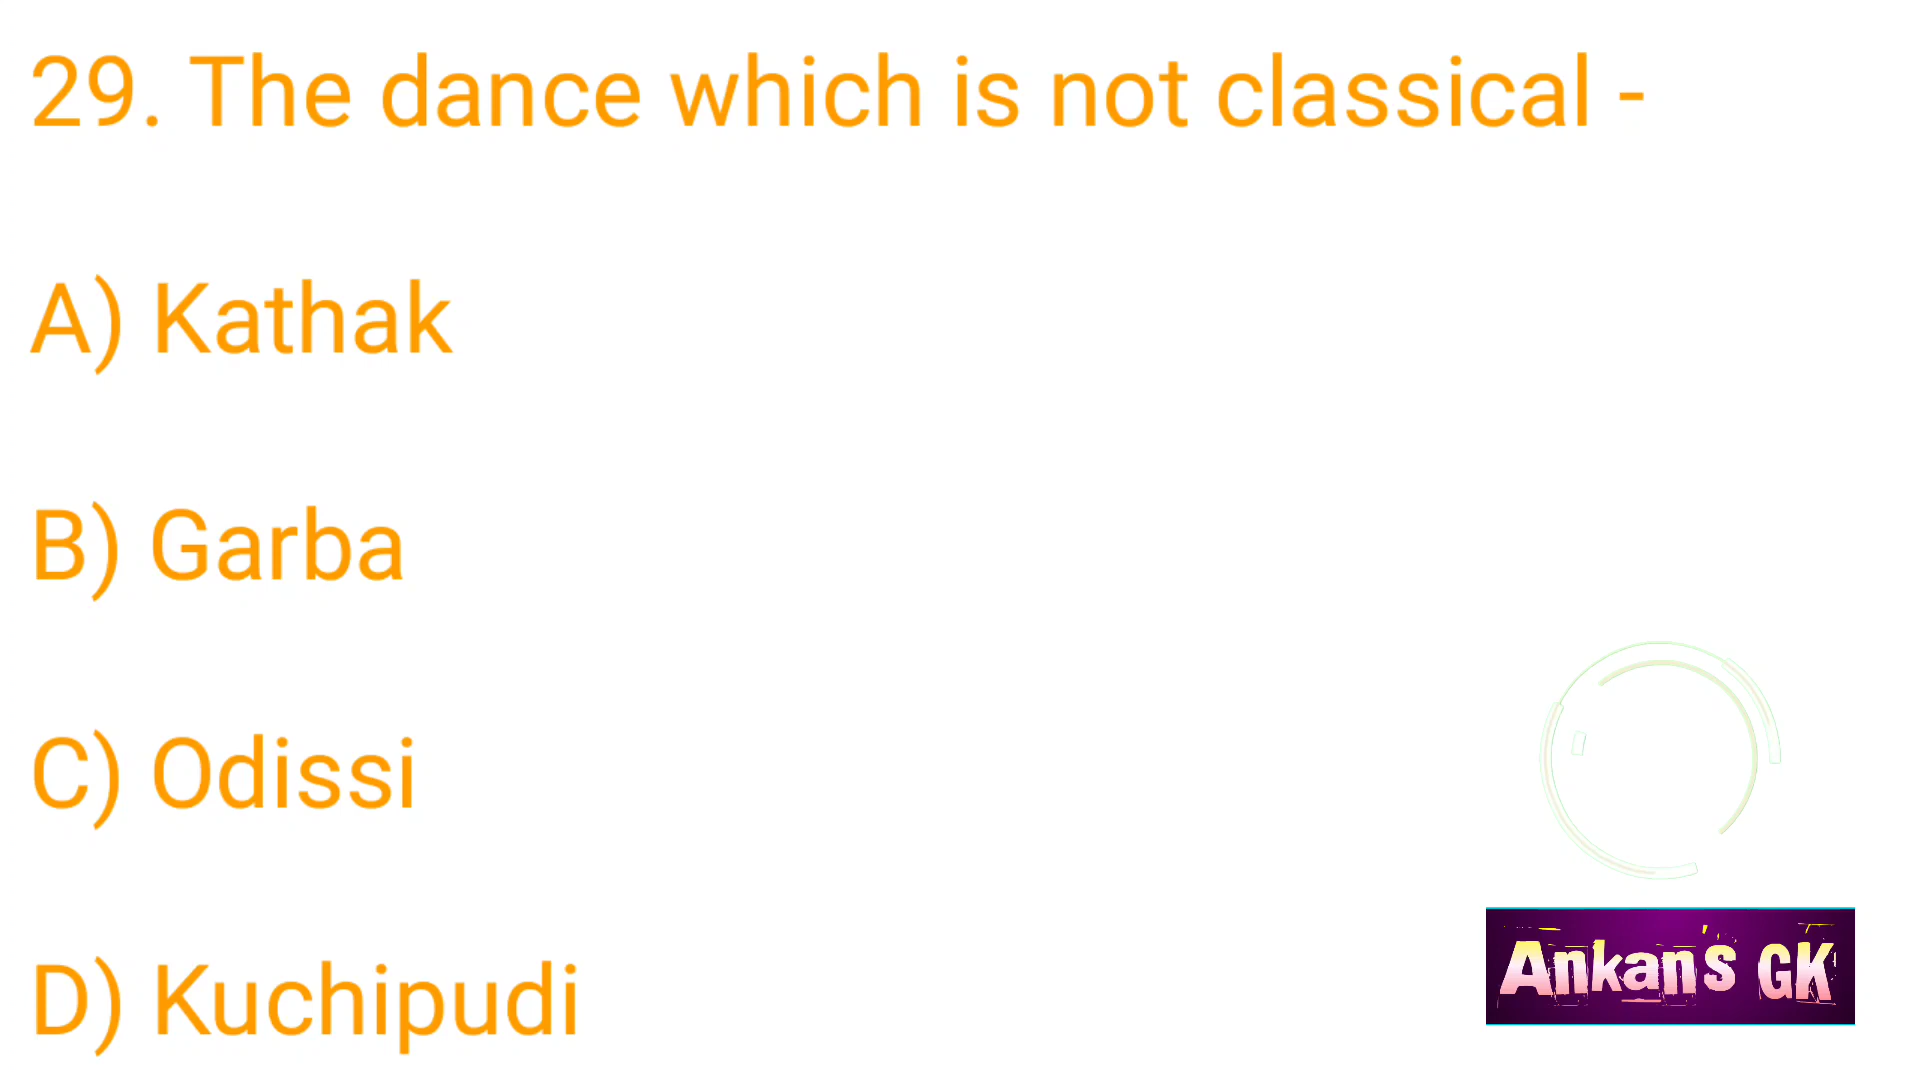 29. The dance which is not classical -
A) Kathak
B) Garba
C) Odissi
D) Kuchipudi
Ankan's GK